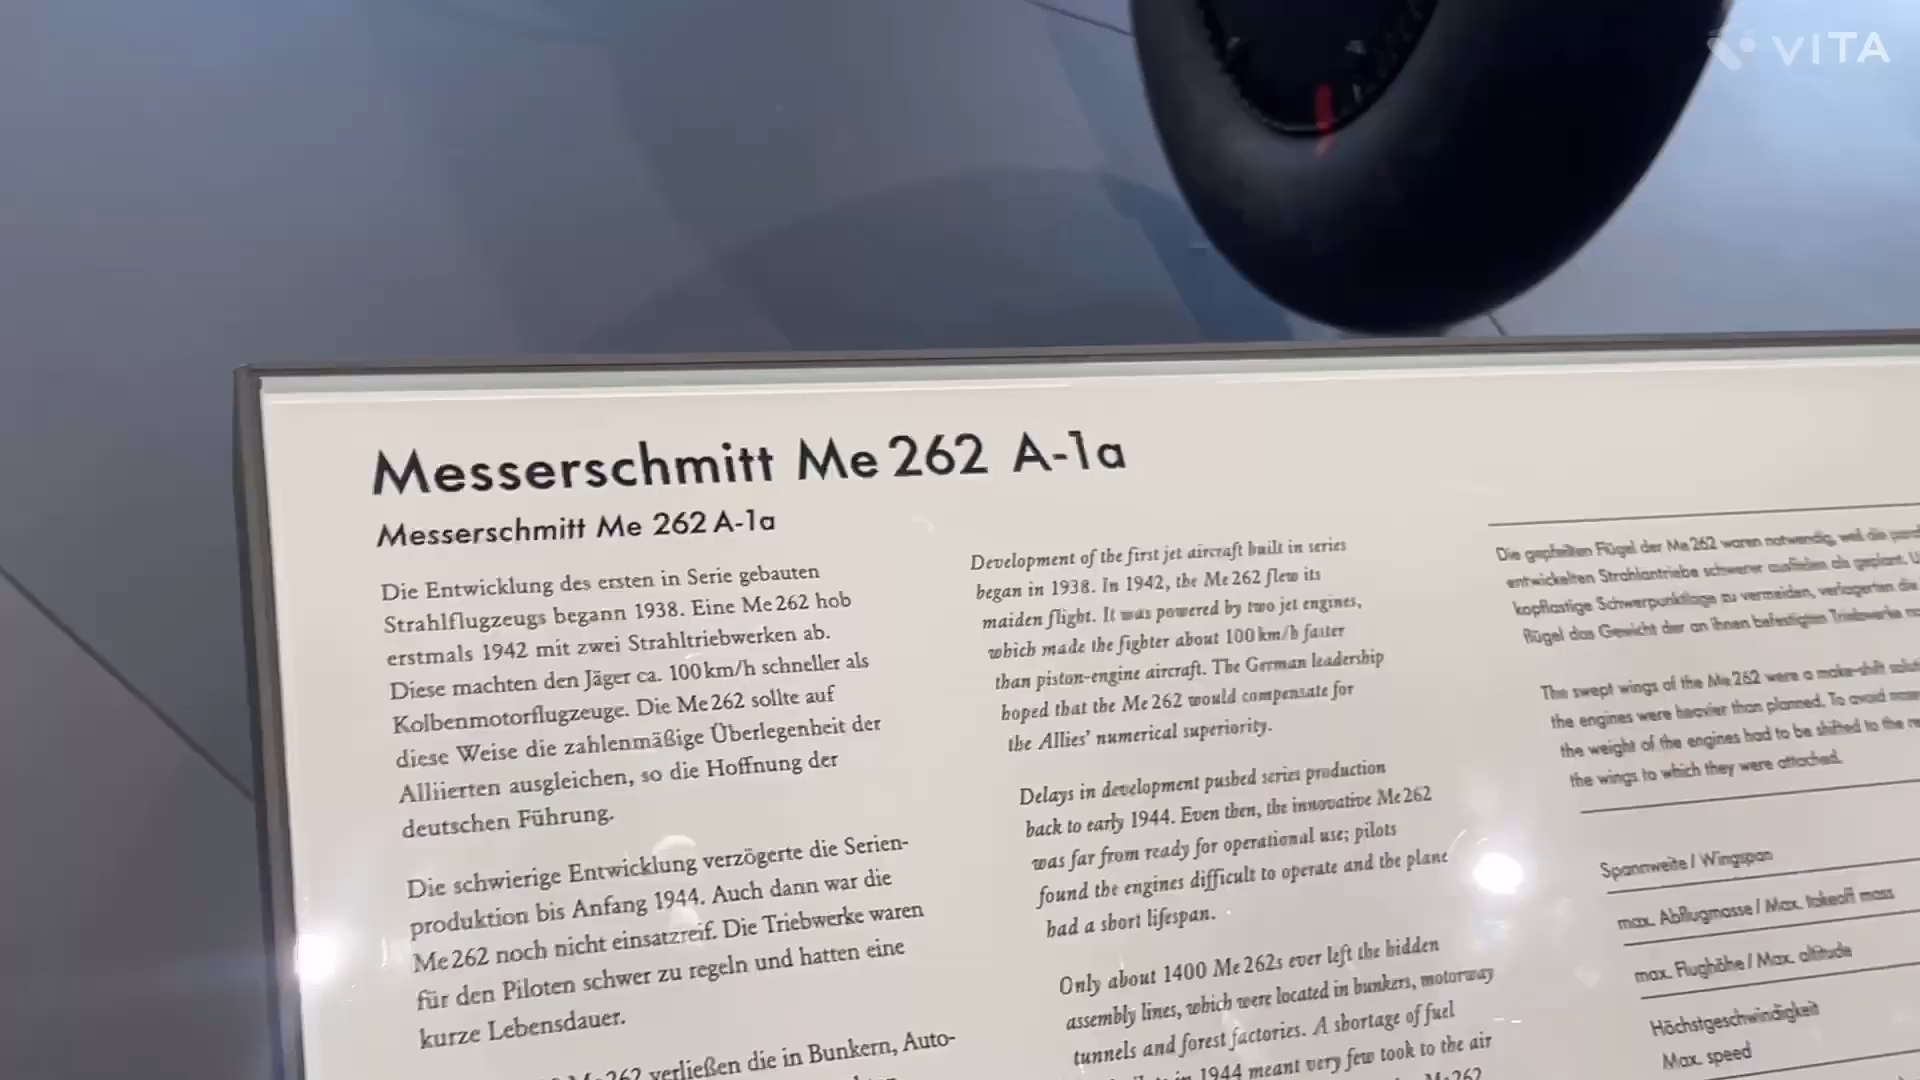 VITA
Messerschmitt Me 262 A-1a
Messerschmitt Me 262 A-1a
Die Entwicklung des ersten in Serie gebauten
Strahlflugzeugs begann 1938. Eine Me 262 hob
erstmals 1942 mit zwei Strahltriebwerken ab.
Diese machten den Jäger ca. 100 km/h schneller als
Kolbenmotorflugzeuge. Die Me 262 sollte auf
diese Weise die zahlenmäßige Überlegenheit der
Alliierten ausgleichen, so die Hoffnung der
deutschen Führung.
Die schwierige Entwicklung verzögerte die Serien-
produktion bis Anfang 1944. Auch dann war die
Me 262 noch nicht einsatzreif. Die Triebwerke waren
für den Piloten schwer zu regeln und hatten eine
kurze Lebensdauer.
Me 262 verließen die in Bunkern, Auto-
Development of the first jet aircraft built in series
began in 1938. In 1942, the Me 262 flew its
maiden flight. It was powered by two jet engines,
which made the fighter about 100 km/h faster
than piston-engine aircraft. The German leadership
hoped that the Me 262 would compensate for
the Allies' numerical superiority.
Delays in development pushed series production
back to early 1944. Even then, the innovative Me 262
was far from ready for operational use; pilots
found the engines difficult to operate and the plane
had a short lifespan.
Only about 1400 Me 262s ever left the hidden
assembly lines, which were located in bunkers, motorway
tunnels and forest factories. A shortage of fuel
in 1944 meant very few took to the air
Me 262
Die gepfeilten Flügel der Me 262 waren notwendig, weil die
entwickelten Strahlantriebe schwerer ausfielen als geplant.
kopflastige Schwerpunktlage zu vermeiden, verlagerten die
Flügel das Gewicht der an ihnen befestigten Triebwerke
The swept wings of the Me 262 were a make-shift
the engines were heavier than planned. To avoid
the weight of the engines had to be shifted to the
the wings to which they were attached.
Spannweite / Wingspan
max. Abflugmasse / Max. takeoff mass
max. Flughöhe / Max. altitude
Höchstgeschwindigkeit
Max. speed